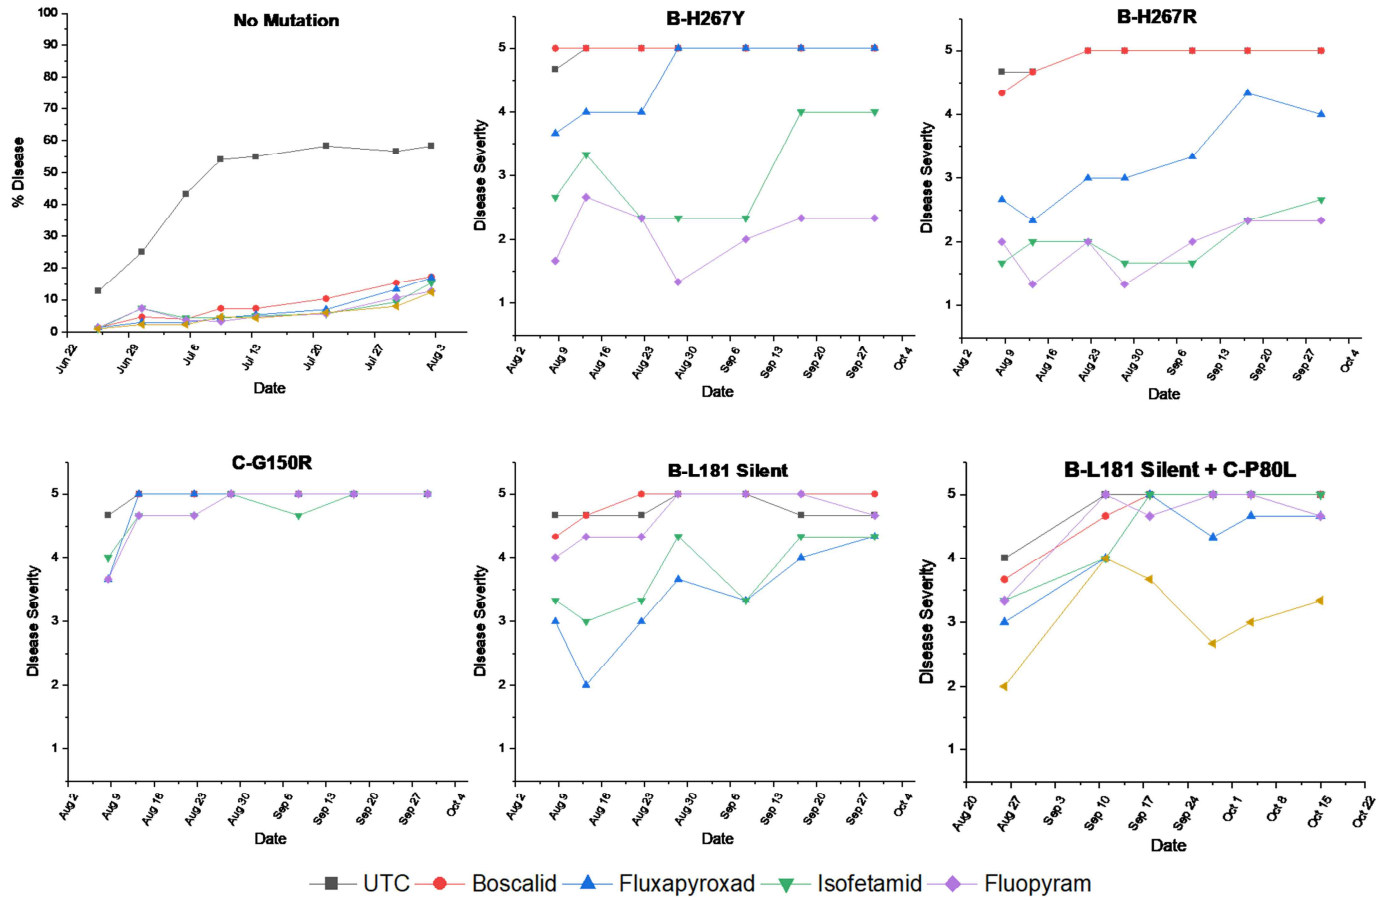 No Mutation
% Disease
100
90
80
70
60
50
40
30
20
10
0
Jun 22
Jun 29
Jul 6
Jul 13
Jul 20
Jul 27
Aug 3
Date
B-H267Y
Disease Severity
5
4
3
2
1
Aug 2
Aug 9
Aug 16
Aug 23
Aug 30
Sep 6
Sep 13
Sep 20
Sep 27
Oct 4
Date
B-H267R
Disease Severity
5
4
3
2
1
Aug 2
Aug 9
Aug 16
Aug 23
Aug 30
Sep 6
Sep 13
Sep 20
Sep 27
Oct 4
Date
C-G150R
Disease Severity
5
4
3
2
1
Aug 2
Aug 9
Aug 16
Aug 23
Aug 30
Sep 6
Sep 13
Sep 20
Sep 27
Oct 4
Date
B-L181 Silent
Disease Severity
5
4
3
2
1
Aug 2
Aug 9
Aug 16
Aug 23
Aug 30
Sep 6
Sep 13
Sep 20
Sep 27
Oct 4
Date
B-L181 Silent + C-P80L
Disease Severity
5
4
3
2
1
Aug 20
Aug 27
Sep 3
Sep 10
Sep 17
Sep 24
Oct 1
Oct 8
Oct 15
Oct 22
Date
UTC Boscalid Fluxapyroxad Isofetamid Fluopyram